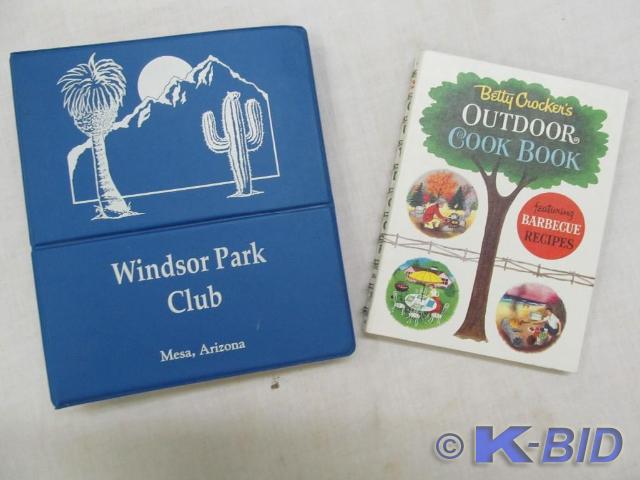 Windsor Park
Club
Mesa, Arizona
Betty Crocker's
OUTDOOR
COOK BOOK
featuring
BARBECUE
RECIPES
© K-BID